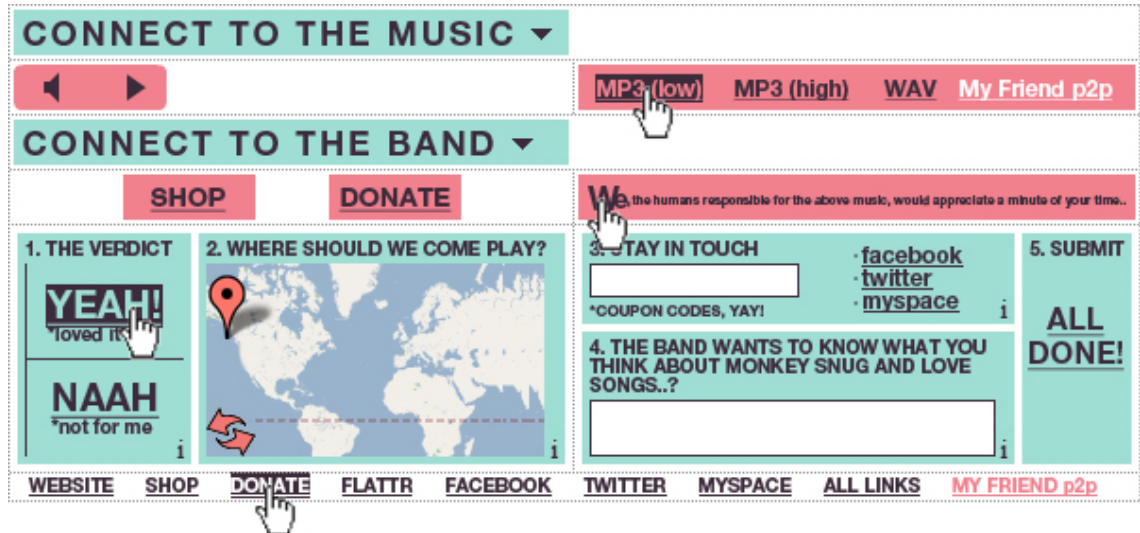 CONNECT TO THE MUSIC
MP3 (low) MP3 (high) WAV My Friend p2p
CONNECT TO THE BAND
SHOP DONATE
We, the humans responsible for the above music, would appreciate a minute of your time..
1. THE VERDICT
YEAH!
*loved it
NAAH
*not for me
i
2. WHERE SHOULD WE COME PLAY?
i
3. STAY IN TOUCH
*COUPON CODES, YAY!
· facebook
· twitter
· myspace
i
4. THE BAND WANTS TO KNOW WHAT YOU
THINK ABOUT MONKEY SNUG AND LOVE
SONGS..?
i
5. SUBMIT
ALL
DONE!
WEBSITE SHOP DONATE FLATTR FACEBOOK TWITTER MYSPACE ALL LINKS MY FRIEND p2p